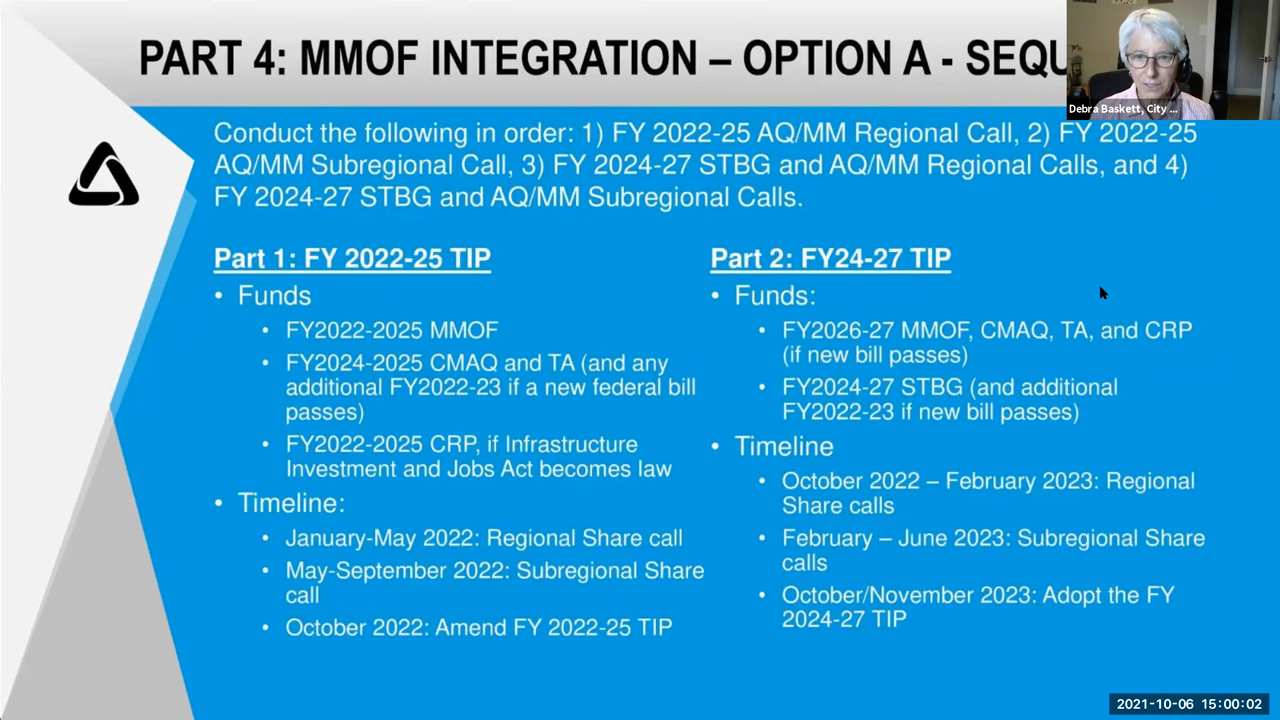 PART 4: MMOF INTEGRATION – OPTION A - SEQU
Debra Baskett, City ...
Conduct the following in order: 1) FY 2022-25 AQ/MM Regional Call, 2) FY 2022-25
AQ/MM Subregional Call, 3) FY 2024-27 STBG and AQ/MM Regional Calls, and 4)
FY 2024-27 STBG and AQ/MM Subregional Calls.
Part 1: FY 2022-25 TIP
• Funds
• FY2022-2025 MMOF
• FY2024-2025 CMAQ and TA (and any
additional FY2022-23 if a new federal bill
passes)
• FY2022-2025 CRP, if Infrastructure
Investment and Jobs Act becomes law
• Timeline:
• January-May 2022: Regional Share call
• May-September 2022: Subregional Share
call
• October 2022: Amend FY 2022-25 TIP
Part 2: FY24-27 TIP
• Funds:
• FY2026-27 MMOF, CMAQ, TA, and CRP
(if new bill passes)
• FY2024-27 STBG (and additional
FY2022-23 if new bill passes)
• Timeline
• October 2022 – February 2023: Regional
Share calls
• February – June 2023: Subregional Share
calls
• October/November 2023: Adopt the FY
2024-27 TIP
2021-10-06 15:00:02